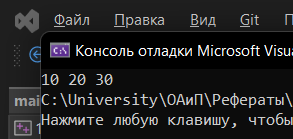 Файл Правка Вид Git
Консоль отладки Microsoft Visua
10 20 30
C:\University\ОАиП\Рефераты\
Нажмите любую клавишу, чтобы
mai
1